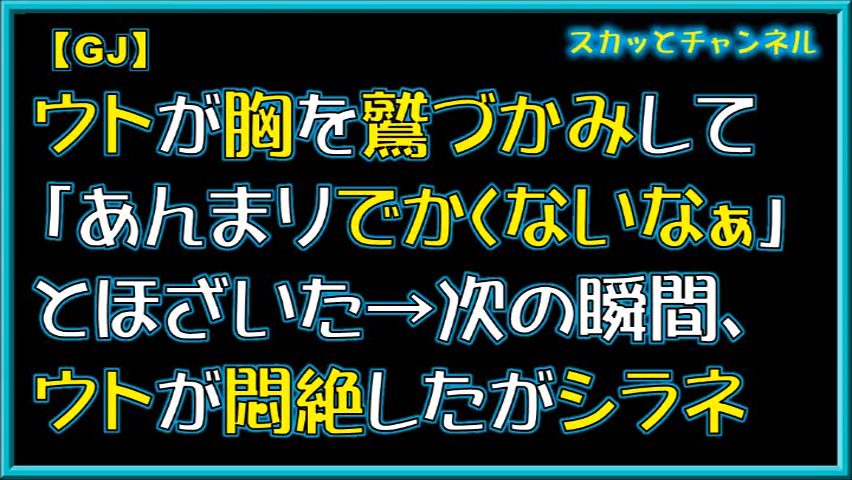 【GJ】
スカッとチャンネル
ウトが胸を鷲づかみして
「あんまりでかくないなぁ」
とほざいた→次の瞬間、
ウトが悶絶したがシラネ